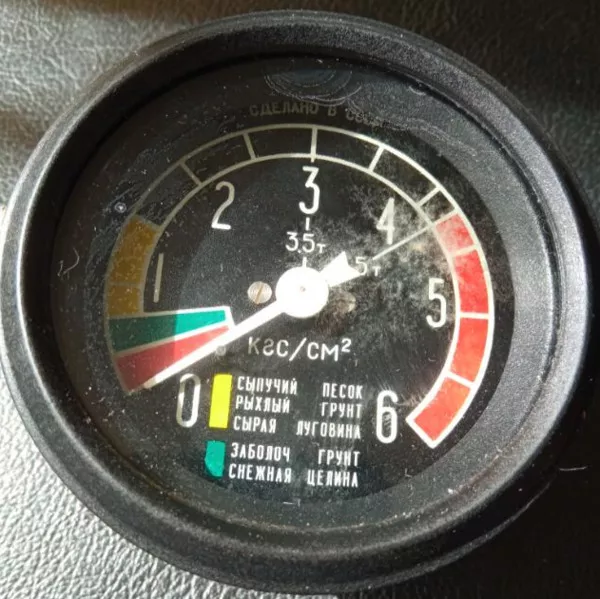 СДЕЛАНО В СССР
3
2 4
3.5т 5т
1 5
кгс/см²
0 6
СЫПУЧИЙ ПЕСОК
РЫХЛЫЙ ГРУНТ
СЫРАЯ ЛУГОВИНА
ЗАБОЛОЧ ГРУНТ
СНЕЖНАЯ ЦЕЛИНА